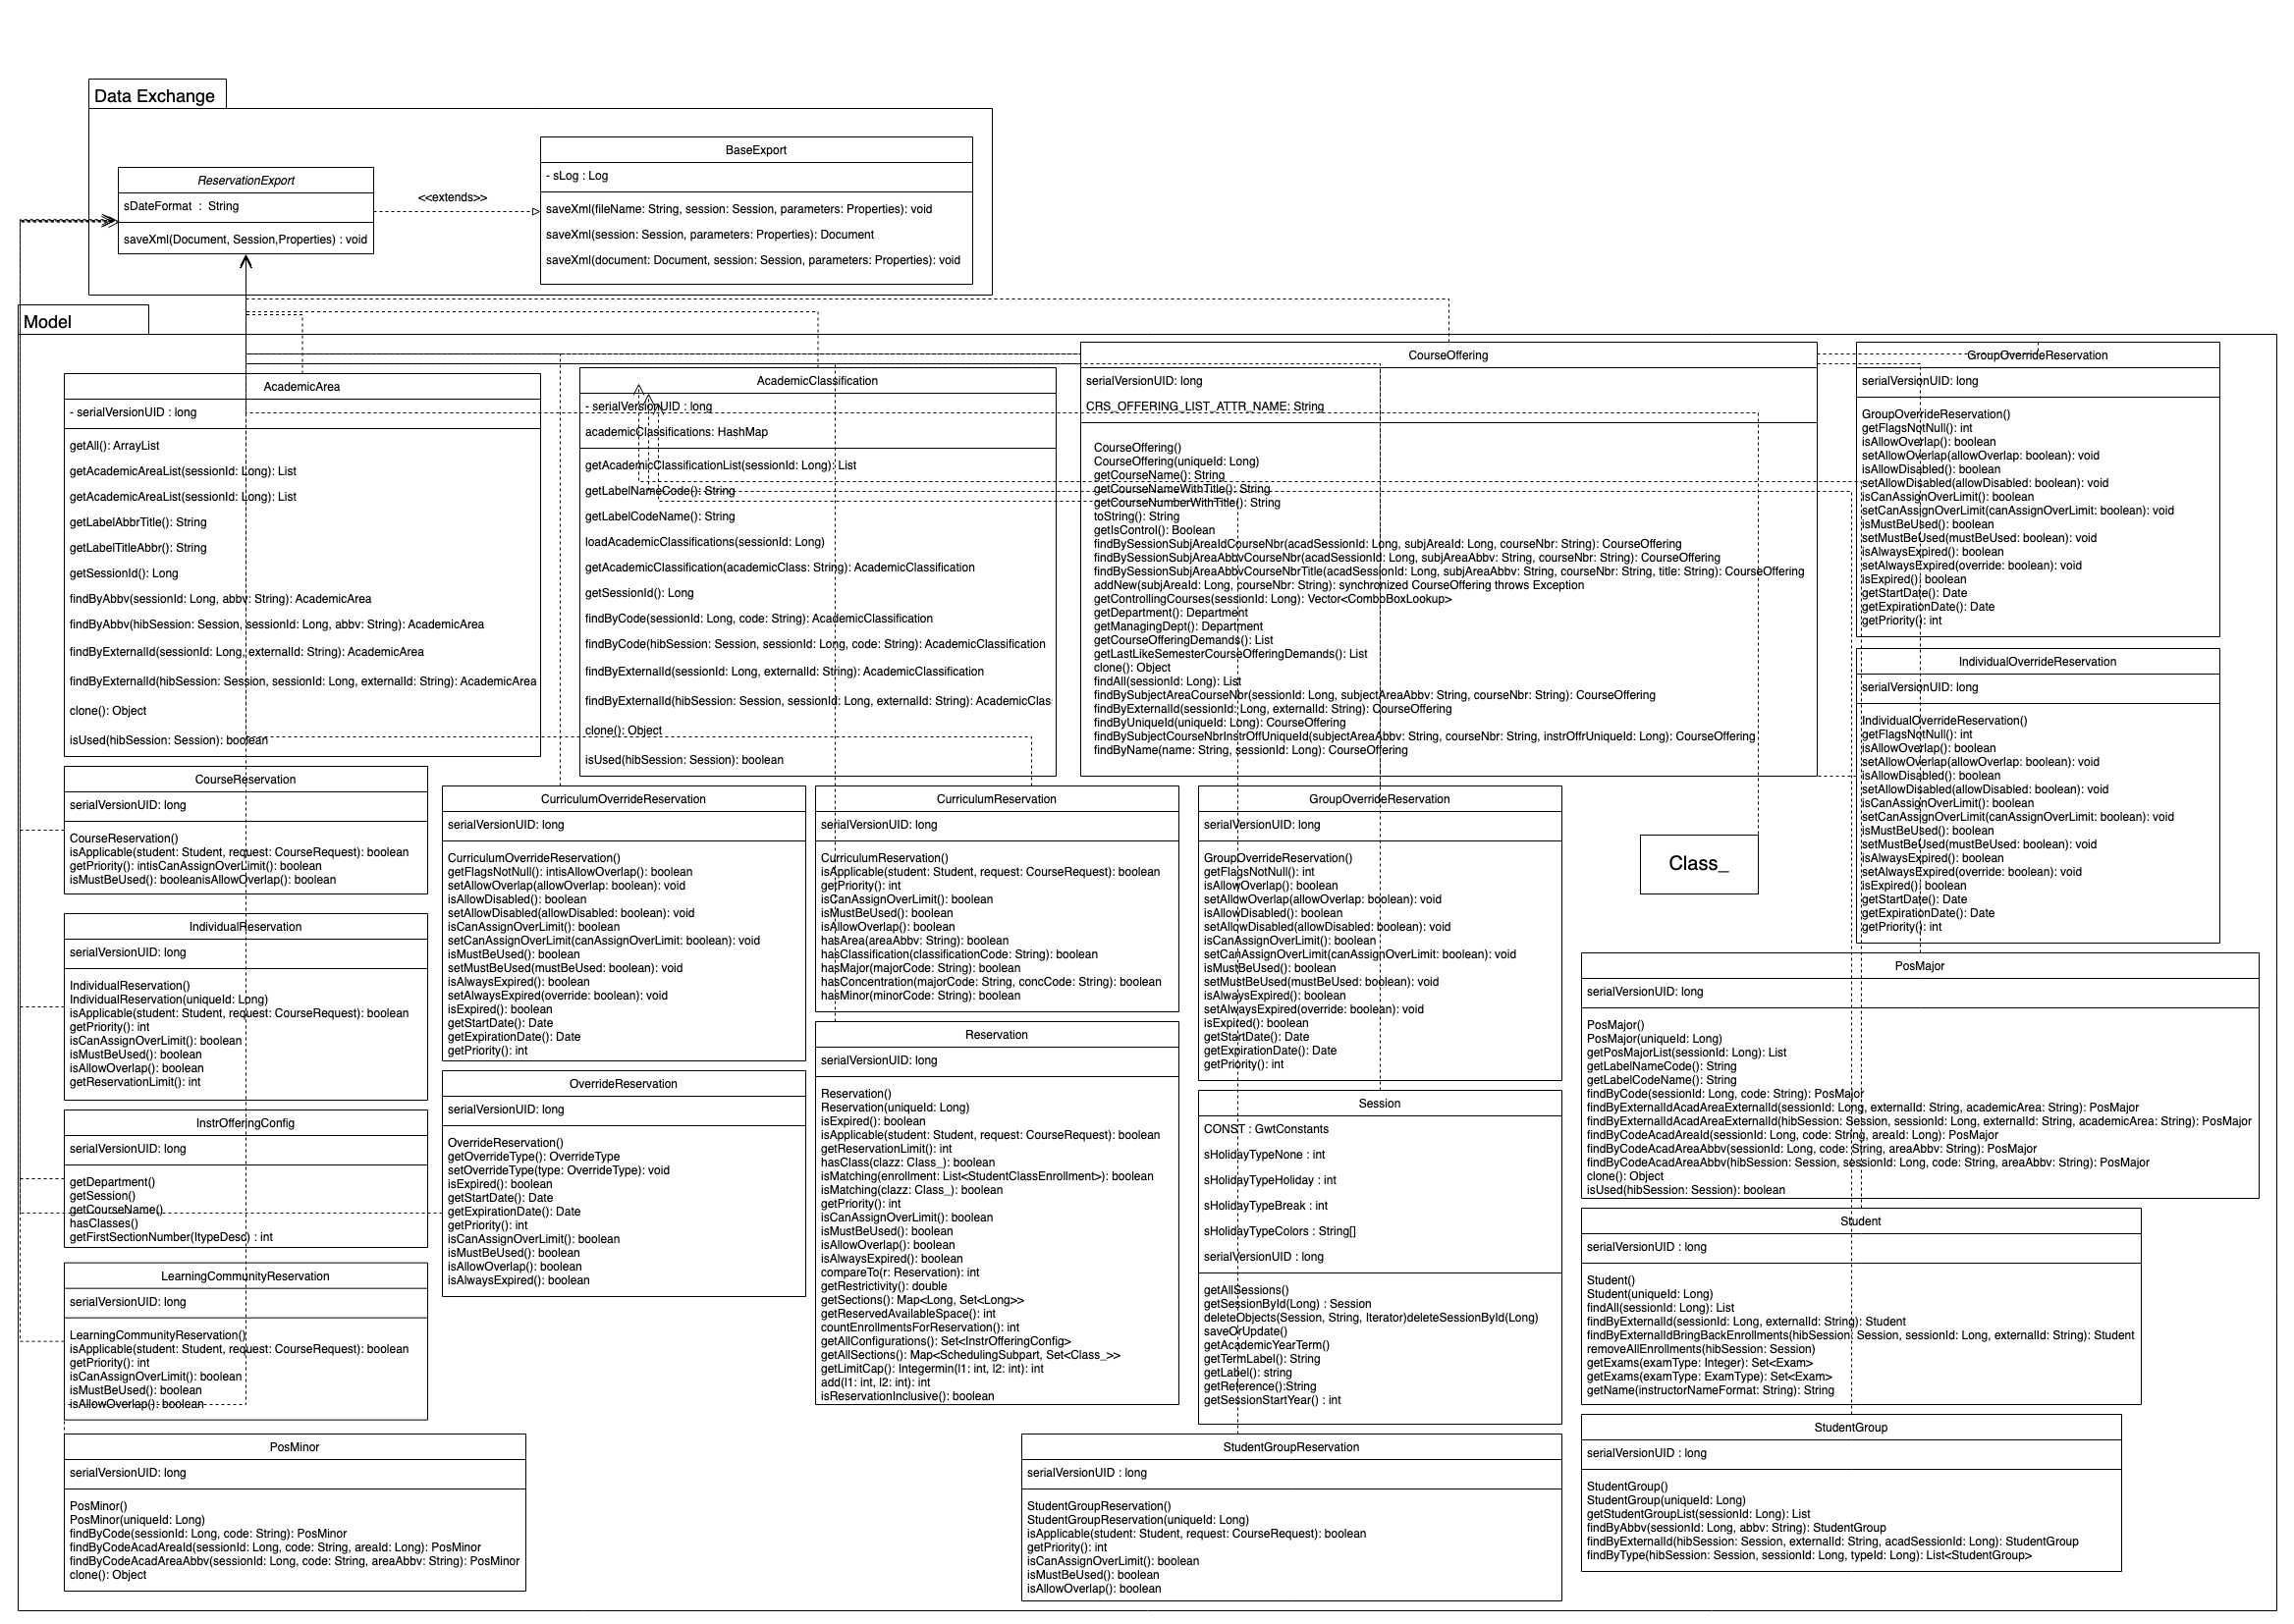 Data Exchange
ReservationExport
sDateFormat : String
saveXml(Document, Session,Properties) : void
<<extends>>
BaseExport
- sLog : Log
saveXml(fileName: String, session: Session, parameters: Properties): void
saveXml(session: Session, parameters: Properties): Document
saveXml(document: Document, session: Session, parameters: Properties): void
Model
AcademicArea
- serialVersionUID : long
getAll(): ArrayList
getAcademicAreaList(sessionId: Long): List
getAcademicAreaList(sessionId: Long): List
getLabelAbbrTitle(): String
getLabelTitleAbbr(): String
getSessionId(): Long
findByAbbv(sessionId: Long, abbv: String): AcademicArea
findByAbbv(hibSession: Session, sessionId: Long, abbv: String): AcademicArea
findByExternalId(sessionId: Long, externalId: String): AcademicArea
findByExternalId(hibSession: Session, sessionId: Long, externalId: String): AcademicArea
clone(): Object
isUsed(hibSession: Session): boolean
AcademicClassification
- serialVersionUID : long
academicClassifications: HashMap
getAcademicClassificationList(sessionId: Long): List
getLabelNameCode(): String
getLabelCodeName(): String
loadAcademicClassifications(sessionId: Long)
getAcademicClassification(academicClass: String): AcademicClassification
getSessionId(): Long
findByCode(sessionId: Long, code: String): AcademicClassification
findByCode(hibSession: Session, sessionId: Long, code: String): AcademicClassification
findByExternalId(sessionId: Long, externalId: String): AcademicClassification
findByExternalId(hibSession: Session, sessionId: Long, externalId: String): AcademicClas
clone(): Object
isUsed(hibSession: Session): boolean
CourseOffering
serialVersionUID: long
CRS_OFFERING_LIST_ATTR_NAME: String
CourseOffering()
CourseOffering(uniqueId: Long)
getCourseName(): String
getCourseNameWithTitle(): String
getCourseNumberWithTitle(): String
toString(): String
getIsControl(): Boolean
findBySessionSubjAreaIdCourseNbr(acadSessionId: Long, subjAreaId: Long, courseNbr: String): CourseOffering
findBySessionSubjAreaAbbvCourseNbr(acadSessionId: Long, subjAreaAbbv: String, courseNbr: String): CourseOffering
findBySessionSubjAreaAbbvCourseNbrTitle(acadSessionId: Long, subjAreaAbbv: String, courseNbr: String, title: String): CourseOffering
addNew(subjAreaId: Long, courseNbr: String): synchronized CourseOffering throws Exception
getControllingCourses(sessionId: Long): Vector<ComboBoxLookup>
getDepartment(): Department
getManagingDept(): Department
getCourseOfferingDemands(): List
getLastLikeSemesterCourseOfferingDemands(): List
clone(): Object
findAll(sessionId: Long): List
findBySubjectAreaCourseNbr(sessionId: Long, subjectAreaAbbv: String, courseNbr: String): CourseOffering
findByExternalId(sessionId: Long, externalId: String): CourseOffering
findByUniqueId(uniqueId: Long): CourseOffering
findBySubjectCourseNbrInstrOffUniqueId(subjectAreaAbbv: String, courseNbr: String, instrOffrUniqueId: Long): CourseOffering
findByName(name: String, sessionId: Long): CourseOffering
GroupOverrideReservation
serialVersionUID: long
GroupOverrideReservation()
getFlagsNotNull(): int
isAllowOverlap(): boolean
setAllowOverlap(allowOverlap: boolean): void
isAllowDisabled(): boolean
setAllowDisabled(allowDisabled: boolean): void
isCanAssignOverLimit(): boolean
setCanAssignOverLimit(canAssignOverLimit: boolean): void
isMustBeUsed(): boolean
setMustBeUsed(mustBeUsed: boolean): void
isAlwaysExpired(): boolean
setAlwaysExpired(override: boolean): void
isExpired(): boolean
getStartDate(): Date
getExpirationDate(): Date
getPriority(): int
IndividualOverrideReservation
serialVersionUID: long
IndividualOverrideReservation()
getFlagsNotNull(): int
isAllowOverlap(): boolean
setAllowOverlap(allowOverlap: boolean): void
isAllowDisabled(): boolean
setAllowDisabled(allowDisabled: boolean): void
isCanAssignOverLimit(): boolean
setCanAssignOverLimit(canAssignOverLimit: boolean): void
isMustBeUsed(): boolean
setMustBeUsed(mustBeUsed: boolean): void
isAlwaysExpired(): boolean
setAlwaysExpired(override: boolean): void
isExpired(): boolean
getStartDate(): Date
getExpirationDate(): Date
getPriority(): int
CourseReservation
serialVersionUID: long
CourseReservation()
isApplicable(student: Student, request: CourseRequest): boolean
getPriority(): intisCanAssignOverLimit(): boolean
isMustBeUsed(): booleanisAllowOverlap(): boolean
CurriculumOverrideReservation
serialVersionUID: long
CurriculumOverrideReservation()
getFlagsNotNull(): intisAllowOverlap(): boolean
setAllowOverlap(allowOverlap: boolean): void
isAllowDisabled(): boolean
setAllowDisabled(allowDisabled: boolean): void
isCanAssignOverLimit(): boolean
setCanAssignOverLimit(canAssignOverLimit: boolean): void
isMustBeUsed(): boolean
setMustBeUsed(mustBeUsed: boolean): void
isAlwaysExpired(): boolean
setAlwaysExpired(override: boolean): void
isExpired(): boolean
getStartDate(): Date
getExpirationDate(): Date
getPriority(): int
CurriculumReservation
serialVersionUID: long
CurriculumReservation()
isApplicable(student: Student, request: CourseRequest): boolean
getPriority(): int
isCanAssignOverLimit(): boolean
isMustBeUsed(): boolean
isAllowOverlap(): boolean
hasArea(areaAbbv: String): boolean
hasClassification(classificationCode: String): boolean
hasMajor(majorCode: String): boolean
hasConcentration(majorCode: String, concCode: String): boolean
hasMinor(minorCode: String): boolean
GroupOverrideReservation
serialVersionUID: long
GroupOverrideReservation()
getFlagsNotNull(): int
isAllowOverlap(): boolean
setAllowOverlap(allowOverlap: boolean): void
isAllowDisabled(): boolean
setAllowDisabled(allowDisabled: boolean): void
isCanAssignOverLimit(): boolean
setCanAssignOverLimit(canAssignOverLimit: boolean): void
isMustBeUsed(): boolean
setMustBeUsed(mustBeUsed: boolean): void
isAlwaysExpired(): boolean
setAlwaysExpired(override: boolean): void
isExpired(): boolean
getStartDate(): Date
getExpirationDate(): Date
getPriority(): int
Class_
IndividualReservation
serialVersionUID: long
IndividualReservation()
IndividualReservation(uniqueId: Long)
isApplicable(student: Student, request: CourseRequest): boolean
getPriority(): int
isCanAssignOverLimit(): boolean
isMustBeUsed(): boolean
isAllowOverlap(): boolean
getReservationLimit(): int
PosMajor
serialVersionUID: long
PosMajor()
PosMajor(uniqueId: Long)
getPosMajorList(sessionId: Long): List
getLabelNameCode(): String
getLabelCodeName(): String
findByCode(sessionId: Long, code: String): PosMajor
findByExternalIdAcadAreaExternalId(sessionId: Long, externalId: String, academicArea: String): PosMajor
findByExternalIdAcadAreaExternalId(hibSession: Session, sessionId: Long, externalId: String, academicArea: String): PosMajor
findByCodeAcadAreaId(sessionId: Long, code: String, areaId: Long): PosMajor
findByCodeAcadAreaAbbv(sessionId: Long, code: String, areaAbbv: String): PosMajor
findByCodeAcadAreaAbbv(hibSession: Session, sessionId: Long, code: String, areaAbbv: String): PosMajor
clone(): Object
isUsed(hibSession: Session): boolean
InstrOfferingConfig
serialVersionUID: long
getDepartment()
getSession()
getCourseName()
hasClasses()
getFirstSectionNumber(ItypeDesc) : int
OverrideReservation
serialVersionUID: long
OverrideReservation()
getOverrideType(): OverrideType
setOverrideType(type: OverrideType): void
isExpired(): boolean
getStartDate(): Date
getExpirationDate(): Date
getPriority(): int
isCanAssignOverLimit(): boolean
isMustBeUsed(): boolean
isAllowOverlap(): boolean
isAlwaysExpired(): boolean
Reservation
serialVersionUID: long
Reservation()
Reservation(uniqueId: Long)
isExpired(): boolean
isApplicable(student: Student, request: CourseRequest): boolean
getReservationLimit(): int
hasClass(clazz: Class_): boolean
isMatching(enrollment: List<StudentClassEnrollment>): boolean
isMatching(clazz: Class_): boolean
getPriority(): int
isCanAssignOverLimit(): boolean
isMustBeUsed(): boolean
isAllowOverlap(): boolean
isAlwaysExpired(): boolean
compareTo(r: Reservation): int
getRestrictivity(): double
getSections(): Map<Long, Set<Long>>
getReservedAvailableSpace(): int
countEnrollmentsForReservation(): int
getAllConfigurations(): Set<InstrOfferingConfig>
getAllSections(): Map<SchedulingSubpart, Set<Class_>>
getLimitCap(): Integermin(l1: int, l2: int): int
add(l1: int, l2: int): int
isReservationInclusive(): boolean
Session
CONST : GwtConstants
sHolidayTypeNone : int
sHolidayTypeHoliday : int
sHolidayTypeBreak : int
sHolidayTypeColors : String[]
serialVersionUID : long
getAllSessions()
getSessionById(Long) : Session
deleteObjects(Session, String, Iterator)deleteSessionById(Long)
saveOrUpdate()
getAcademicYearTerm()
getTermLabel(): String
getLabel(): string
getReference():String
getSessionStartYear() : int
Student
serialVersionUID : long
Student()
Student(uniqueId: Long)
findAll(sessionId: Long): List
findByExternalId(sessionId: Long, externalId: String): Student
findByExternalIdBringBackEnrollments(hibSession: Session, sessionId: Long, externalId: String): Student
removeAllEnrollments(hibSession: Session)
getExams(examType: Integer): Set<Exam>
getExams(examType: ExamType): Set<Exam>
getName(instructorNameFormat: String): String
LearningCommunityReservation
serialVersionUID: long
LearningCommunityReservation()
isApplicable(student: Student, request: CourseRequest): boolean
getPriority(): int
isCanAssignOverLimit(): boolean
isMustBeUsed(): boolean
isAllowOverlap(): boolean
PosMinor
serialVersionUID: long
PosMinor()
PosMinor(uniqueId: Long)
findByCode(sessionId: Long, code: String): PosMinor
findByCodeAcadAreaId(sessionId: Long, code: String, areaId: Long): PosMinor
findByCodeAcadAreaAbbv(sessionId: Long, code: String, areaAbbv: String): PosMinor
clone(): Object
StudentGroupReservation
serialVersionUID : long
StudentGroupReservation()
StudentGroupReservation(uniqueId: Long)
isApplicable(student: Student, request: CourseRequest): boolean
getPriority(): int
isCanAssignOverLimit(): boolean
isMustBeUsed(): boolean
isAllowOverlap(): boolean
StudentGroup
serialVersionUID : long
StudentGroup()
StudentGroup(uniqueId: Long)
getStudentGroupList(sessionId: Long): List
findByAbbv(sessionId: Long, abbv: String): StudentGroup
findByExternalId(hibSession: Session, externalId: String, acadSessionId: Long): StudentGroup
findByType(hibSession: Session, sessionId: Long, typeId: Long): List<StudentGroup>